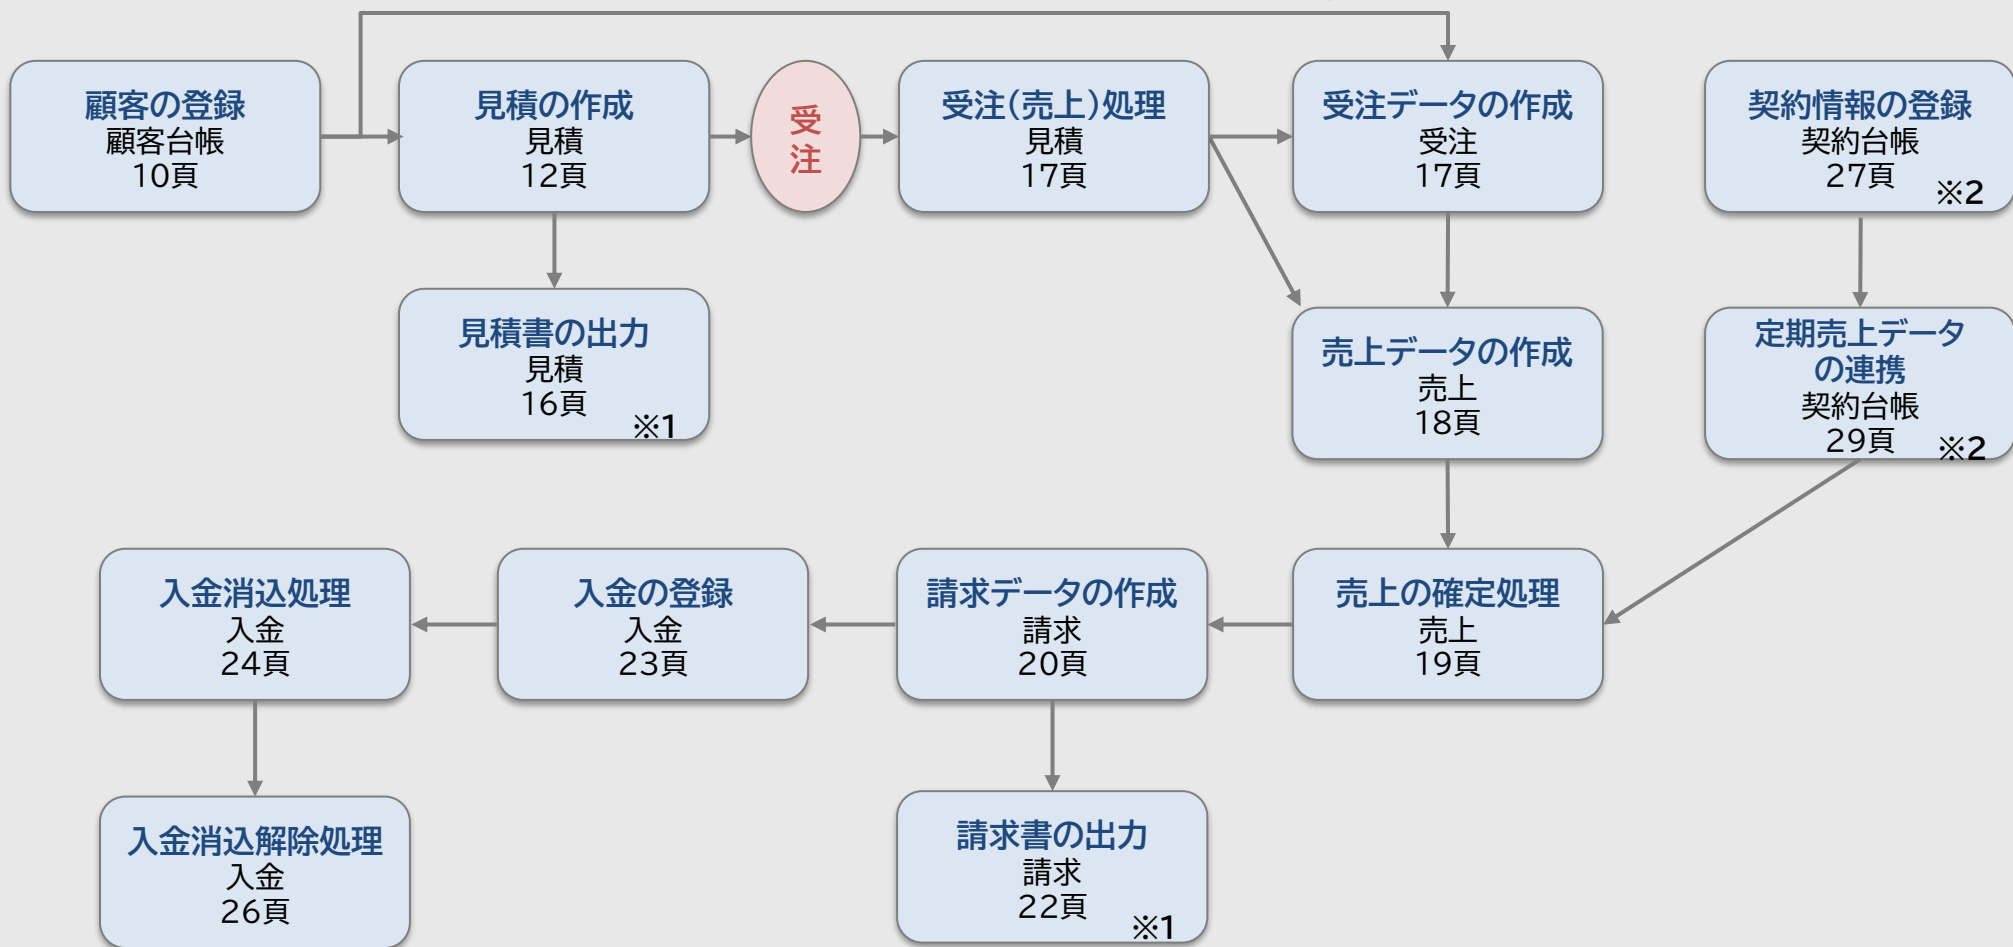 顧客の登録
顧客台帳
10頁
見積の作成
見積
12頁
受
注
受注(売上)処理
見積
17頁
受注データの作成
受注
17頁
契約情報の登録
契約台帳
27頁
※2
見積書の出力
見積
16頁
※1
売上データの作成
売上
18頁
定期売上データ
の連携
契約台帳
29頁
※2
入金消込処理
入金
24頁
入金の登録
入金
23頁
請求データの作成
請求
20頁
売上の確定処理
売上
19頁
入金消込解除処理
入金
26頁
請求書の出力
請求
22頁
※1